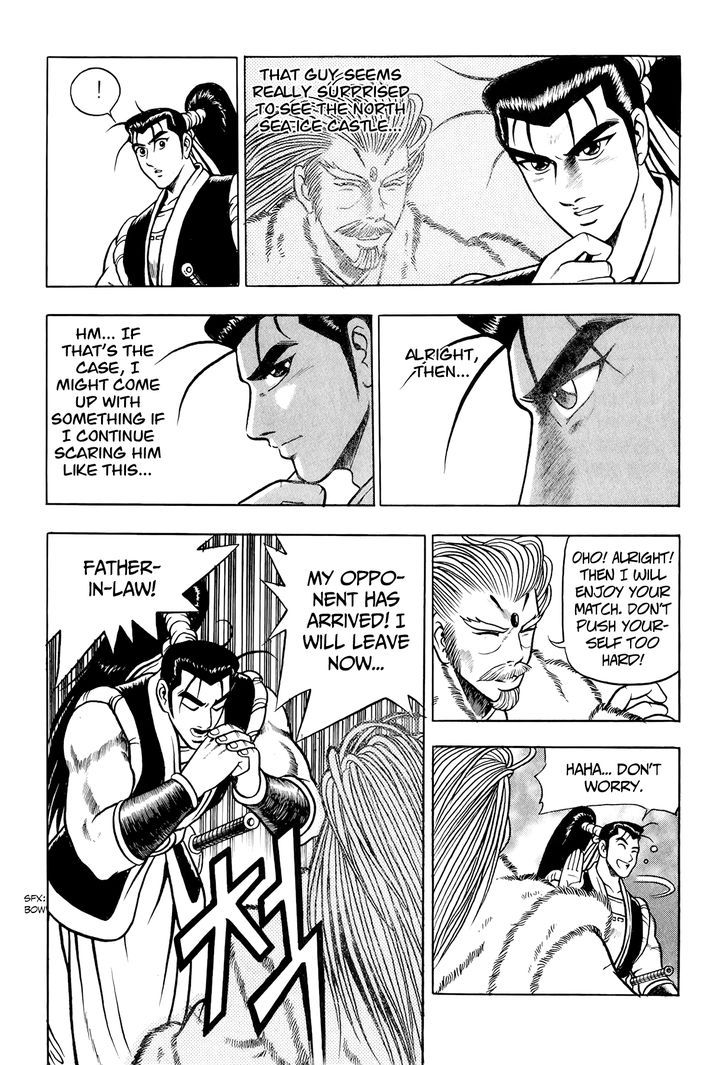 !
THAT GUY SEEMS
REALLY SURPRISED
TO SEE THE NORTH
SEA ICE CASTLE...
HM... IF
THAT'S THE
CASE, I
MIGHT COME
UP WITH
SOMETHING IF
I CONTINUE
SCARING HIM
LIKE THIS...
ALRIGHT,
THEN...
FATHER-
IN-LAW!
MY OPPO-
NENT HAS
ARRIVED! I
WILL LEAVE
NOW...
척
SFX:
BOW
OHO! ALRIGHT!
THEN I WILL
ENJOY YOUR
MATCH. DON'T
PUSH YOUR-
SELF TOO
HARD!
HAHA... DON'T
WORRY.